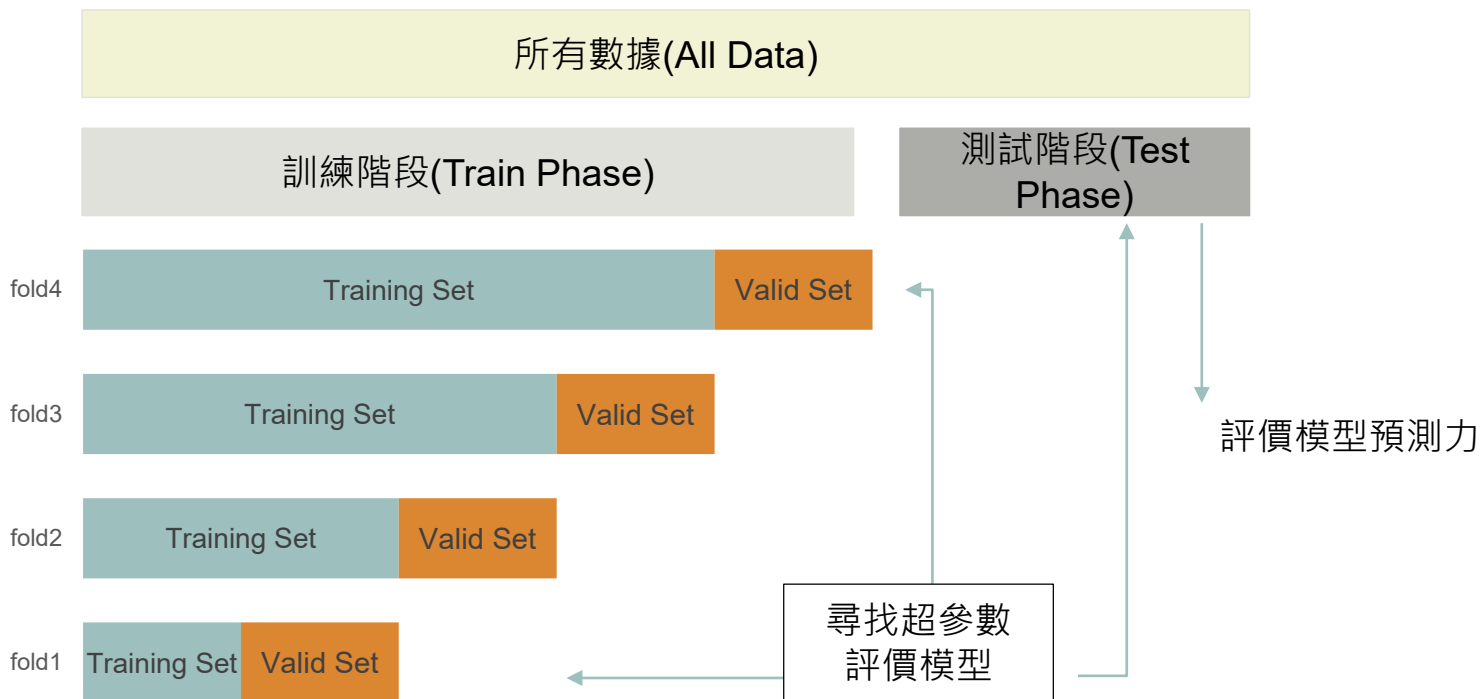 所有數據(All Data)
訓練階段(Train Phase)
測試階段(Test
Phase)
fold4
Training Set
Valid Set
fold3
Training Set
Valid Set
評價模型預測力
fold2
Training Set
Valid Set
尋找超參數
評價模型
fold1
Training Set
Valid Set